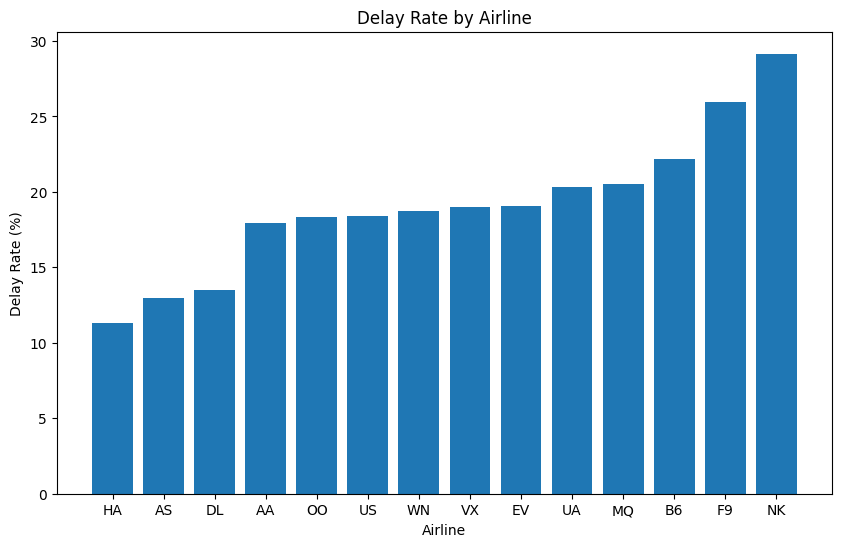 Delay Rate by Airline
Delay Rate (%)
30
25
20
15
10
5
0
HA AS DL AA OO US WN VX EV UA MQ B6 F9 NK
Airline